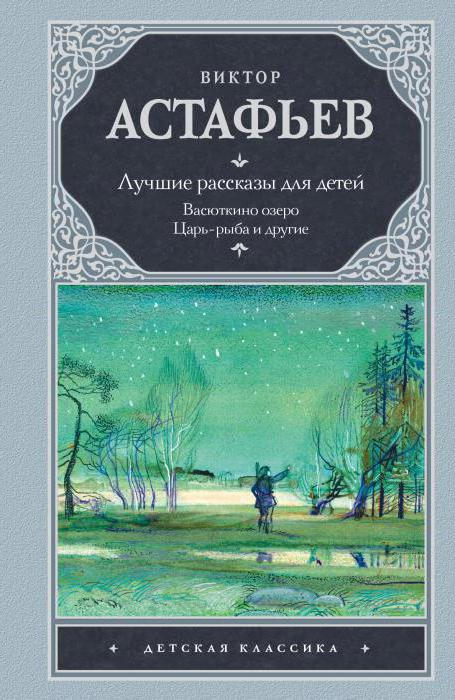 ВИКТОР
АСТАФЬЕВ
Лучшие рассказы для детей
Васюткино озеро
Царь-рыба и другие
ДЕТСКАЯ КЛАССИКА